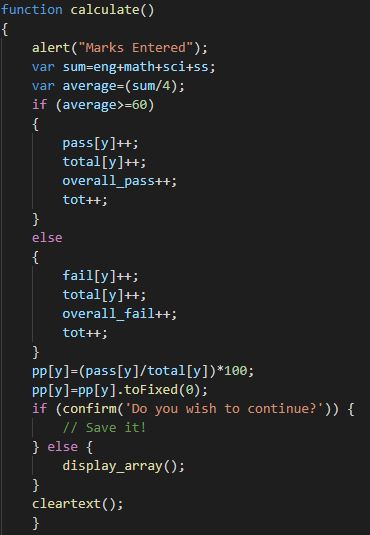 function calculate()
{
    alert("Marks Entered");
    var sum=eng+math+sci+ss;
    var average=(sum/4);
    if (average>=60)
    {
        pass[y]++;
        total[y]++;
        overall_pass++;
        tot++;
    }
    else
    {
        fail[y]++;
        total[y]++;
        overall_fail++;
        tot++;
    }
    pp[y]=(pass[y]/total[y])*100;
    pp[y]=pp[y].toFixed(0);
    if (confirm('Do you wish to continue?')) {
        // Save it!
    } else {
        display_array();
    }
    cleartext();
    }